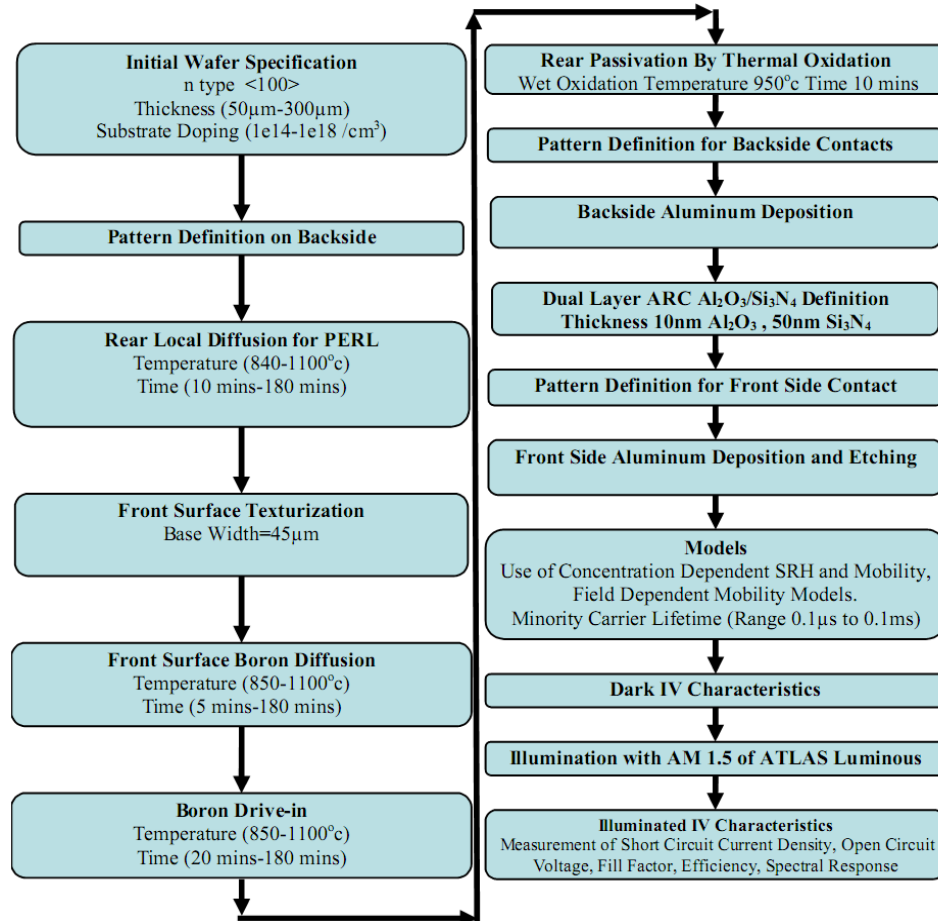 Initial Wafer Specification
n type <100>
Thickness (50µm-300µm)
Substrate Doping (1e14-1e18 /cm³)
Pattern Definition on Backside
Rear Local Diffusion for PERL
Temperature (840-1100°c)
Time (10 mins-180 mins)
Front Surface Texturization
Base Width=45µm
Front Surface Boron Diffusion
Temperature (850-1100°c)
Time (5 mins-180 mins)
Boron Drive-in
Temperature (850-1100°c)
Time (20 mins-180 mins)
Rear Passivation By Thermal Oxidation
Wet Oxidation Temperature 950°c Time 10 mins
Pattern Definition for Backside Contacts
Backside Aluminum Deposition
Dual Layer ARC Al₂O₃/Si₃N₄ Definition
Thickness 10nm Al₂O₃ , 50nm Si₃N₄
Pattern Definition for Front Side Contact
Front Side Aluminum Deposition and Etching
Models
Use of Concentration Dependent SRH and Mobility,
Field Dependent Mobility Models.
Minority Carrier Lifetime (Range 0.1µs to 0.1ms)
Dark IV Characteristics
Illumination with AM 1.5 of ATLAS Luminous
Illuminated IV Characteristics
Measurement of Short Circuit Current Density, Open Circuit
Voltage, Fill Factor, Efficiency, Spectral Response